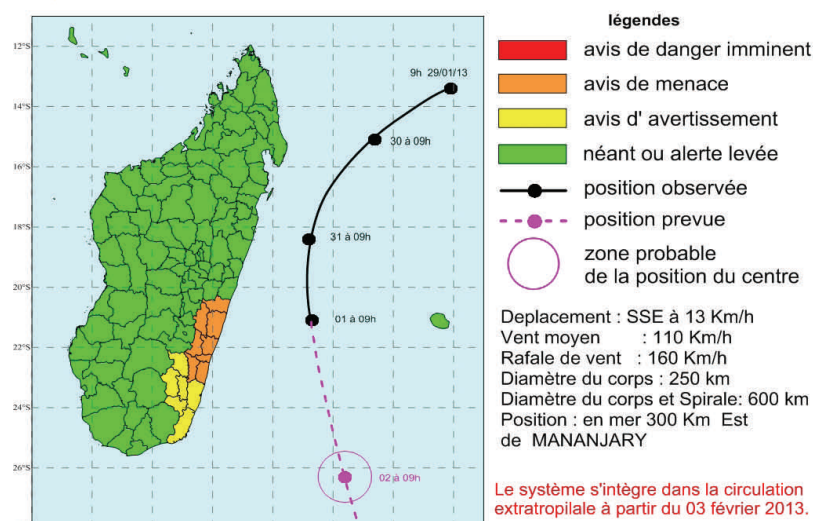 12°S
14°S
16°S
18°S
20°S
22°S
24°S
26°S
9h 29/01/13
30 à 09h
31 à 09h
01 à 09h
02 à 09h
légendes
avis de danger imminent
avis de menace
avis d' avertissement
néant ou alerte levée
position observée
position prevue
zone probable
de la position du centre
Deplacement : SSE à 13 Km/h
Vent moyen : 110 Km/h
Rafale de vent : 160 Km/h
Diamètre du corps : 250 km
Diamètre du corps et Spirale: 600 km
Position : en mer 300 Km Est
de MANANJARY
Le système s'intègre dans la circulation
extratropilale à partir du 03 février 2013.